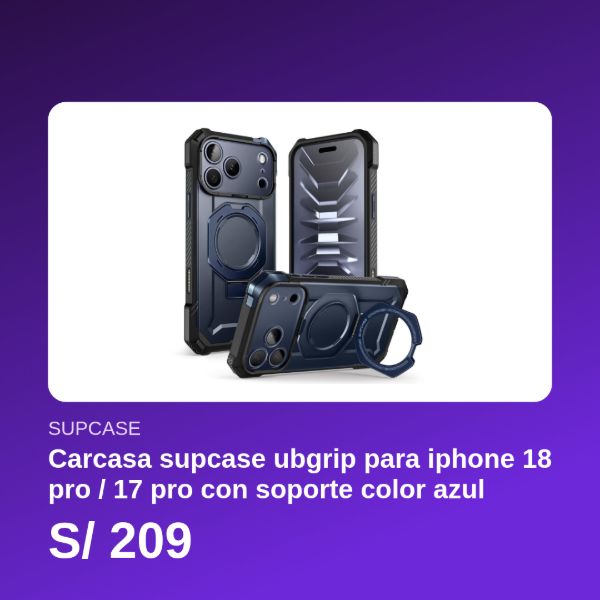 SUPCASE
Carcasa supcase ubgrip para iphone 18
pro / 17 pro con soporte color azul
S/ 209